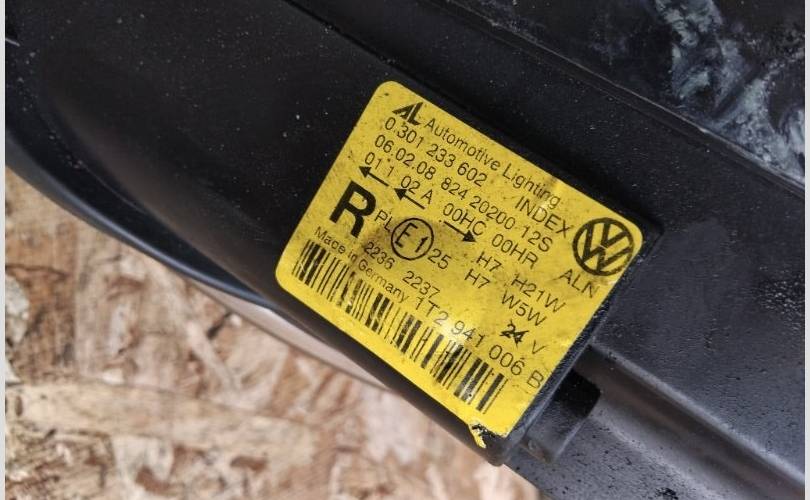 AL Automotive Lighting
0 301 233 602 INDEX
06.02.08 824 20200 12S
01 1 02 A 00HC 00HR ALN
R PL E1 25 H7 H21W
2236 2237 H7 W5W
Made in Germany 24 V
1T2 941 006 B
VW